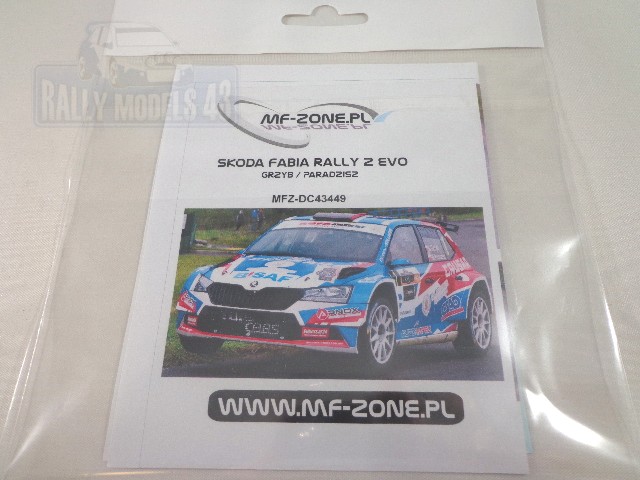 RALLY MODELS 43
MF-ZONE.PL
SKODA FABIA RALLY 2 EVO
GRZYB / PARADZISZ
MFZ-DC43449
ASNOX
WWW.MF-ZONE.PL